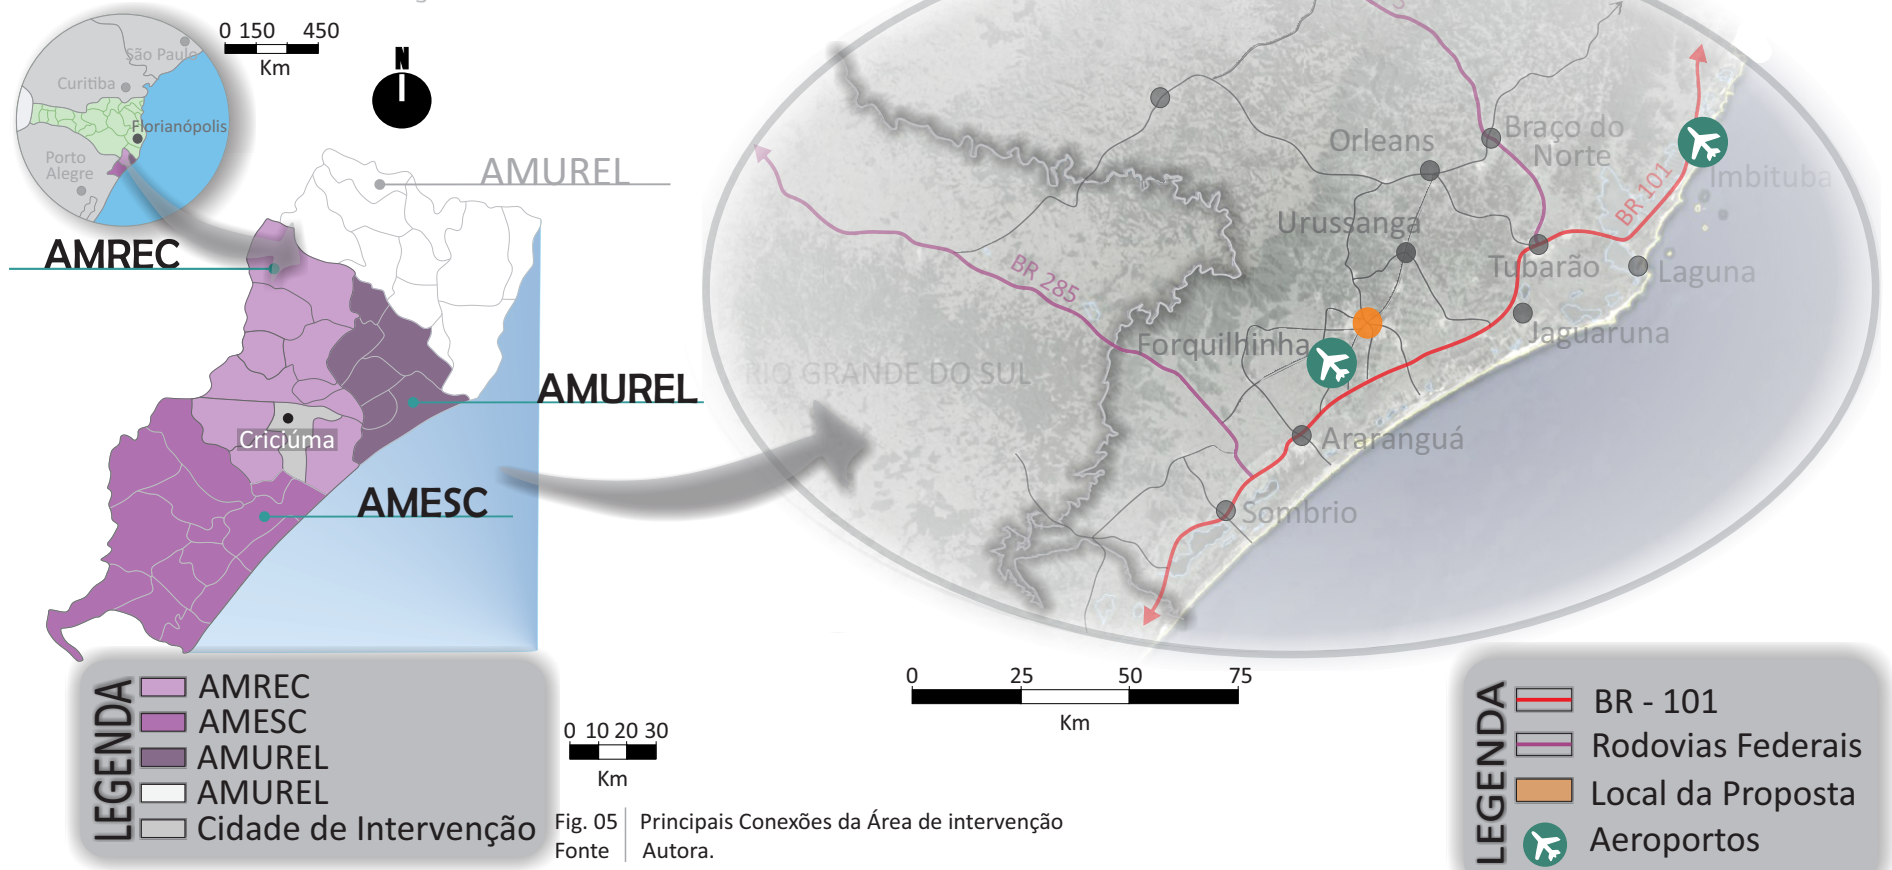 0 150 450
Km
N
São Paulo
Curitiba
Florianópolis
Porto
Alegre
AMUREL
AMREC
AMUREL
Criciúma
AMESC
LEGENDA
AMREC
AMESC
AMUREL
AMUREL
Cidade de Intervenção
0 10 20 30
Km
Fig. 05 Principais Conexões da Área de intervenção
Fonte Autora.
Orleans
Braço do
Norte
BR 101
Imbituba
Urussanga
Tubarão
Laguna
BR 285
Jaguaruna
Forquilhinha
RIO GRANDE DO SUL
Araranguá
Sombrio
0 25 50 75
Km
LEGENDA
BR - 101
Rodovias Federais
Local da Proposta
Aeroportos